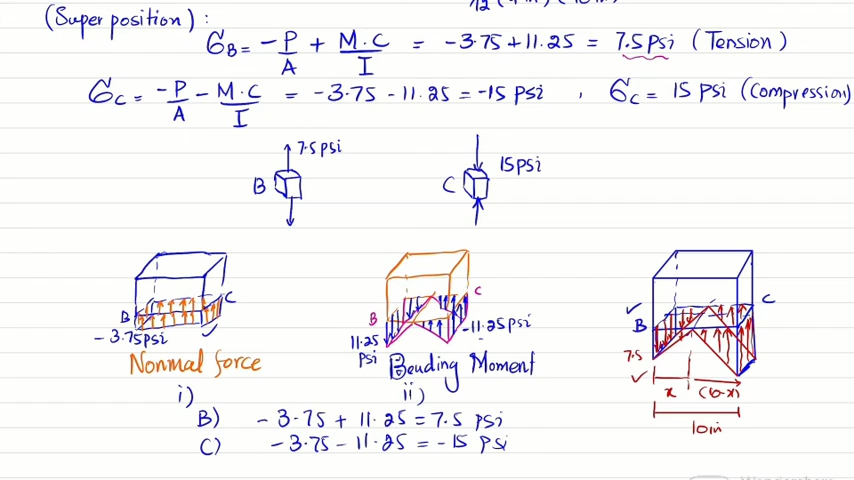 (Superposition) :
σB = -P/A + M.C/I = -3.75 + 11.25 = 7.5 psi (Tension)
σC = -P/A - M.C/I = -3.75 - 11.25 = -15 psi , σC = 15 psi (Compression)
7.5 psi
15 psi
B
C
B
C
-3.75 psi
Normal force
i)
B
C
11.25 psi
-11.25 psi
Bending Moment
ii)
B
C
7.5
x
(10-x)
10in
B) -3.75 + 11.25 = 7.5 psi
C) -3.75 - 11.25 = -15 psi